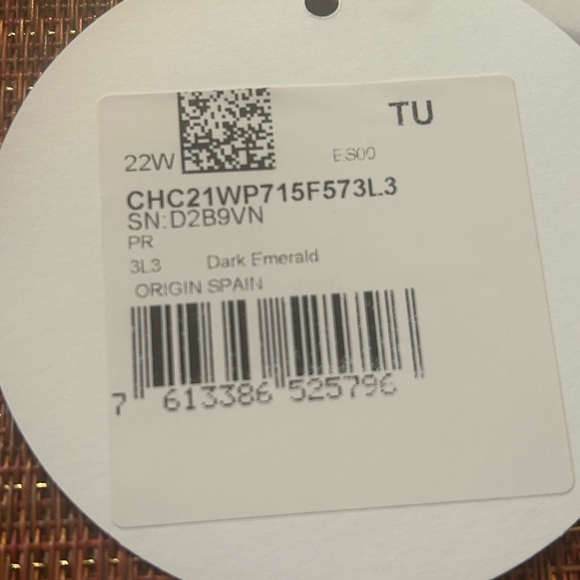 TU
22W ES00
CHC21WP715F573L3
SN:D2B9VN
PR
3L3 Dark Emerald
ORIGIN SPAIN
7 613386 525796